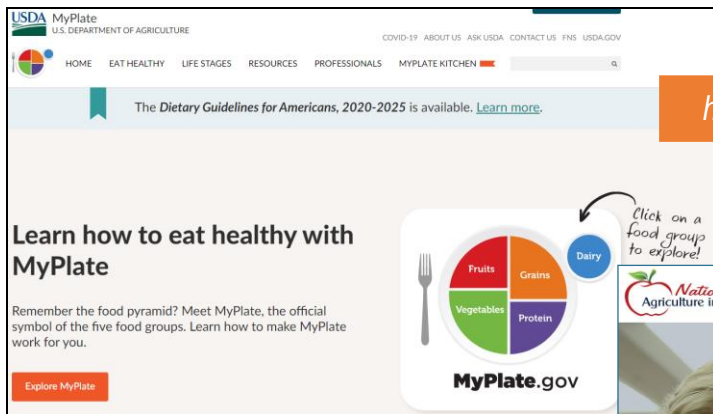 USDA MyPlate
U.S. DEPARTMENT OF AGRICULTURE
COVID-19 ABOUT US ASK USDA CONTACT US FNS USDA.GOV
HOME EAT HEALTHY LIFE STAGES RESOURCES PROFESSIONALS MYPLATE KITCHEN
The Dietary Guidelines for Americans, 2020-2025 is available. Learn more.
Click on a
food group
to explore!
Learn how to eat healthy with
MyPlate
Remember the food pyramid? Meet MyPlate, the official
symbol of the five food groups. Learn how to make MyPlate
work for you.
Explore MyPlate
Dairy
Fruits
Grains
Vegetables
Protein
MyPlate.gov
Agriculture